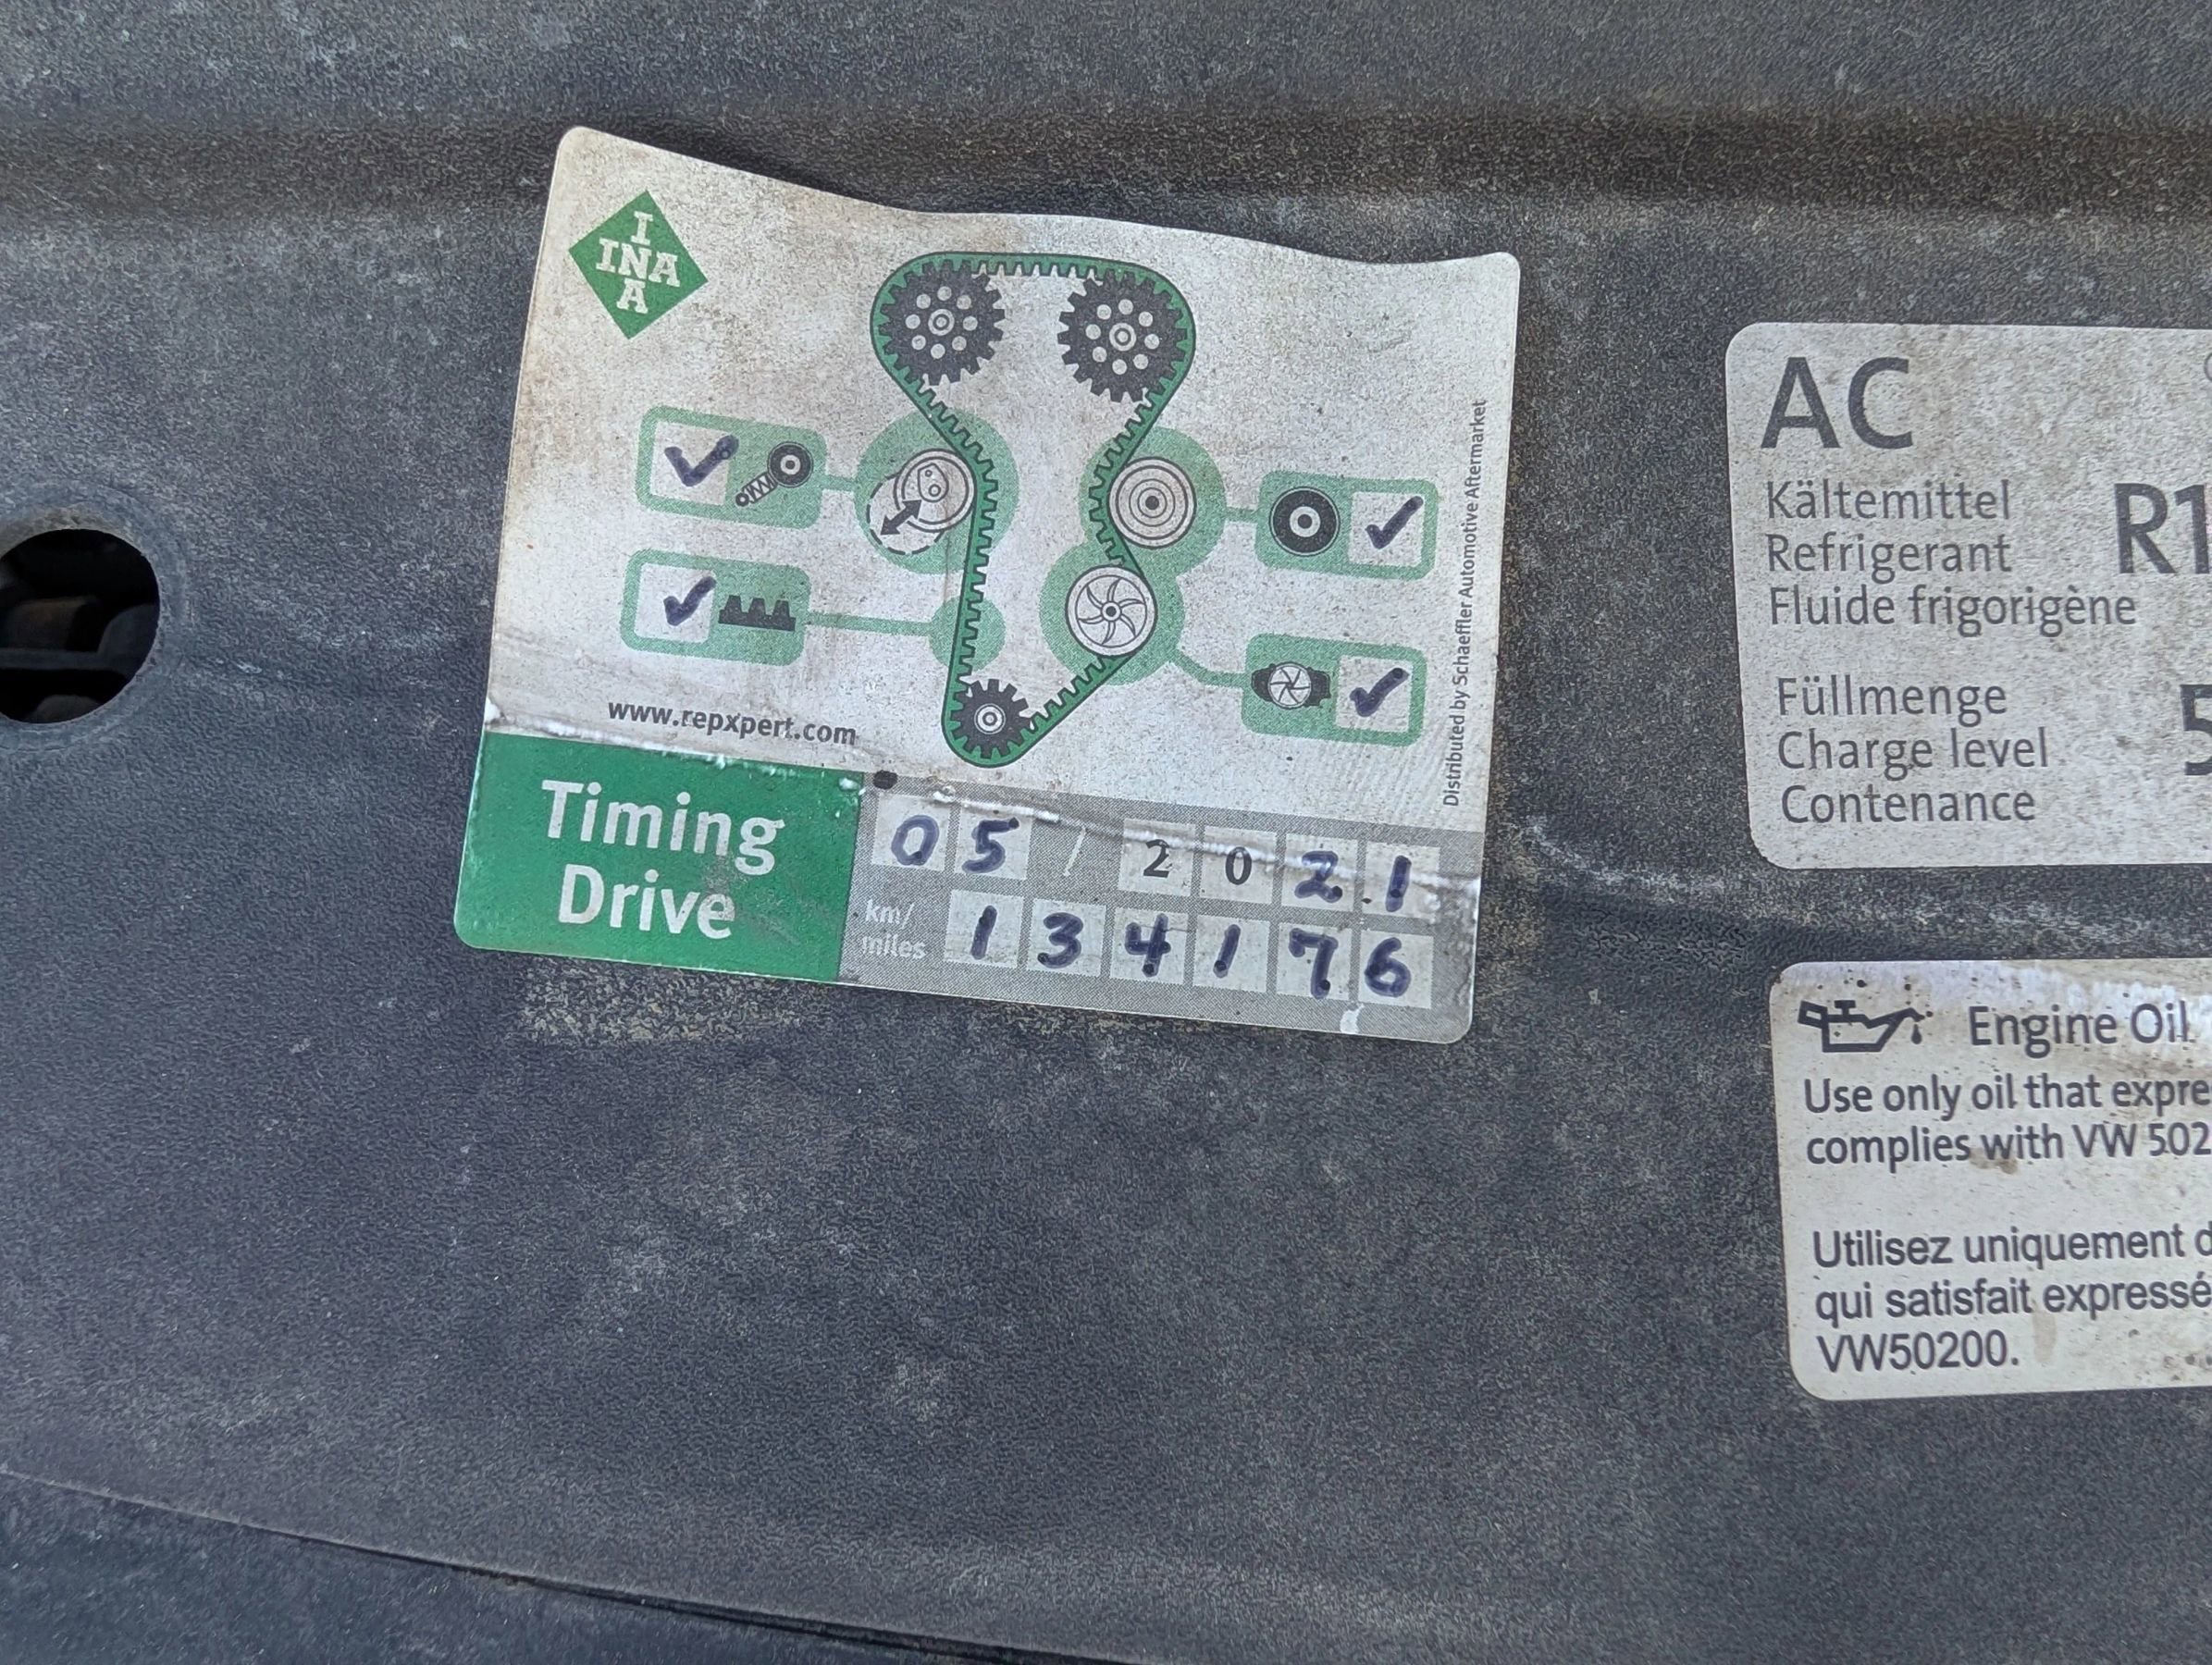 I
INA
A
www.repxpert.com
Distributed by Schaeffler Automotive Aftermarket
Timing
Drive
05 / 2021
km/
miles
134176
AC
Kältemittel
Refrigerant
Fluide frigorigène
R1
Füllmenge
Charge level
Contenance
5
Engine Oil
Use only oil that expre
complies with VW 502
Utilisez uniquement d
qui satisfait expressé
VW50200.